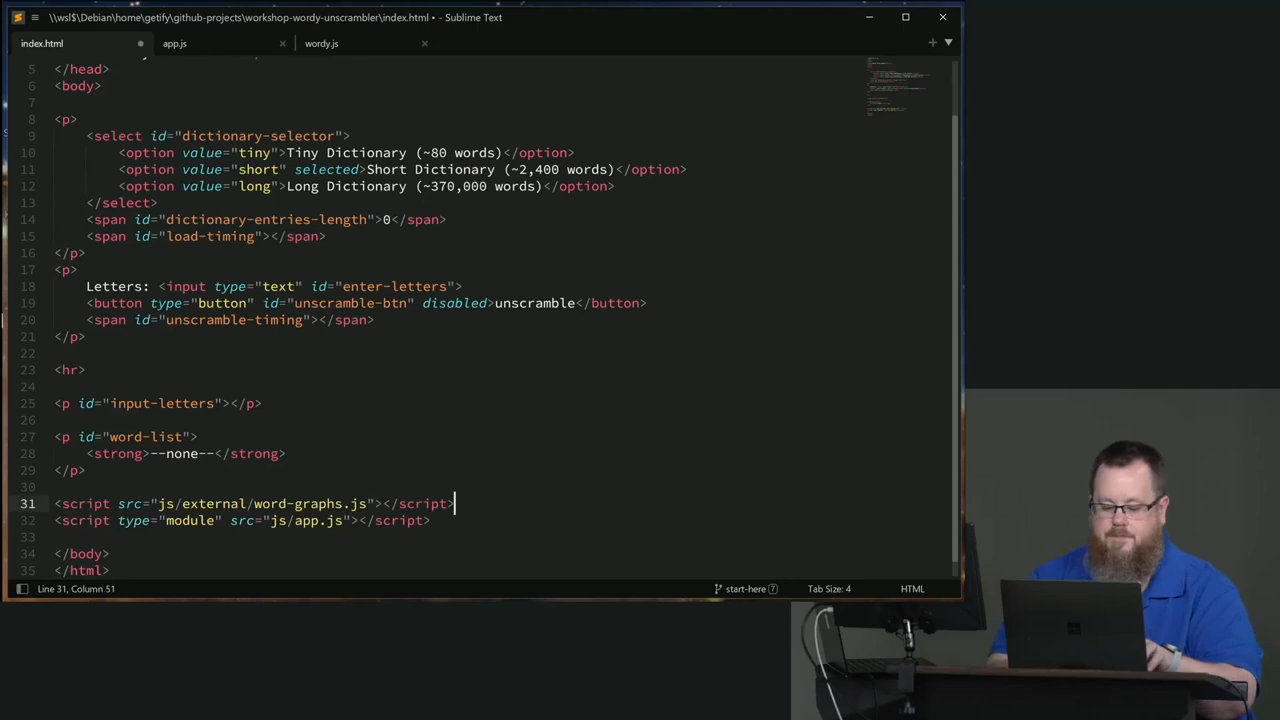 \\wsl$\Debian\home\getify\github-projects\workshop-wordy-unscrambler\index.html • - Sublime Text
index.html
app.js
wordy.js
5 </head>
6 <body>
7
8 <p>
9 <select id="dictionary-selector">
10 <option value="tiny">Tiny Dictionary (~80 words)</option>
11 <option value="short" selected>Short Dictionary (~2,400 words)</option>
12 <option value="long">Long Dictionary (~370,000 words)</option>
13 </select>
14 <span id="dictionary-entries-length">0</span>
15 <span id="load-timing"></span>
16 </p>
17 <p>
18 Letters: <input type="text" id="enter-letters">
19 <button type="button" id="unscramble-btn" disabled>unscramble</button>
20 <span id="unscramble-timing"></span>
21 </p>
22
23 <hr>
24
25 <p id="input-letters"></p>
26
27 <p id="word-list">
28 <strong>--none--</strong>
29 </p>
30
31 <script src="js/external/word-graphs.js"></script>
32 <script type="module" src="js/app.js"></script>
33
34 </body>
35 </html>
Line 31, Column 51
start-here 7
Tab Size: 4
HTML